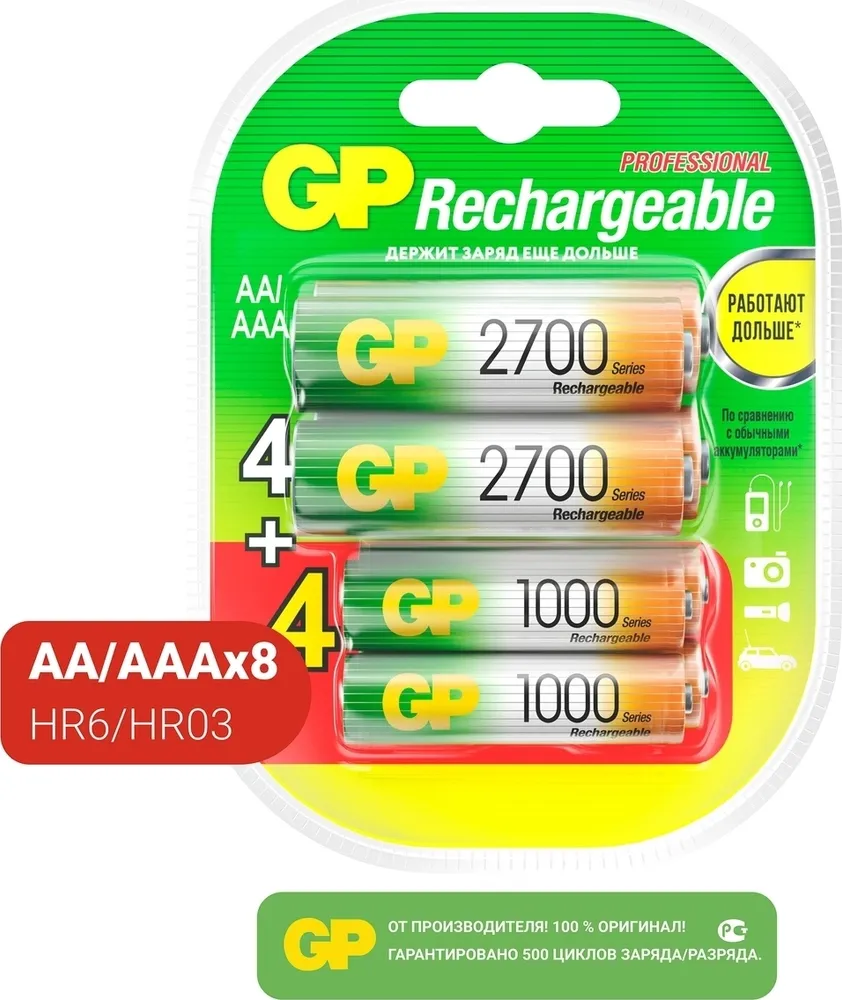 PROFESSIONAL
GP Rechargeable
ДЕРЖИТ ЗАРЯД ЕЩЕ ДОЛЬШЕ
AA/
AAA
РАБОТАЮТ
ДОЛЬШЕ*
GP 2700 Series
Rechargeable
По сравнению
с обычными
аккумуляторами*
4
GP 2700 Series
Rechargeable
+
4
GP 1000 Series
Rechargeable
AA/AAAx8
HR6/HR03
GP 1000 Series
Rechargeable
GP
ОТ ПРОИЗВОДИТЕЛЯ! 100 % ОРИГИНАЛ!
ГАРАНТИРОВАНО 500 ЦИКЛОВ ЗАРЯДА/РАЗРЯДА.